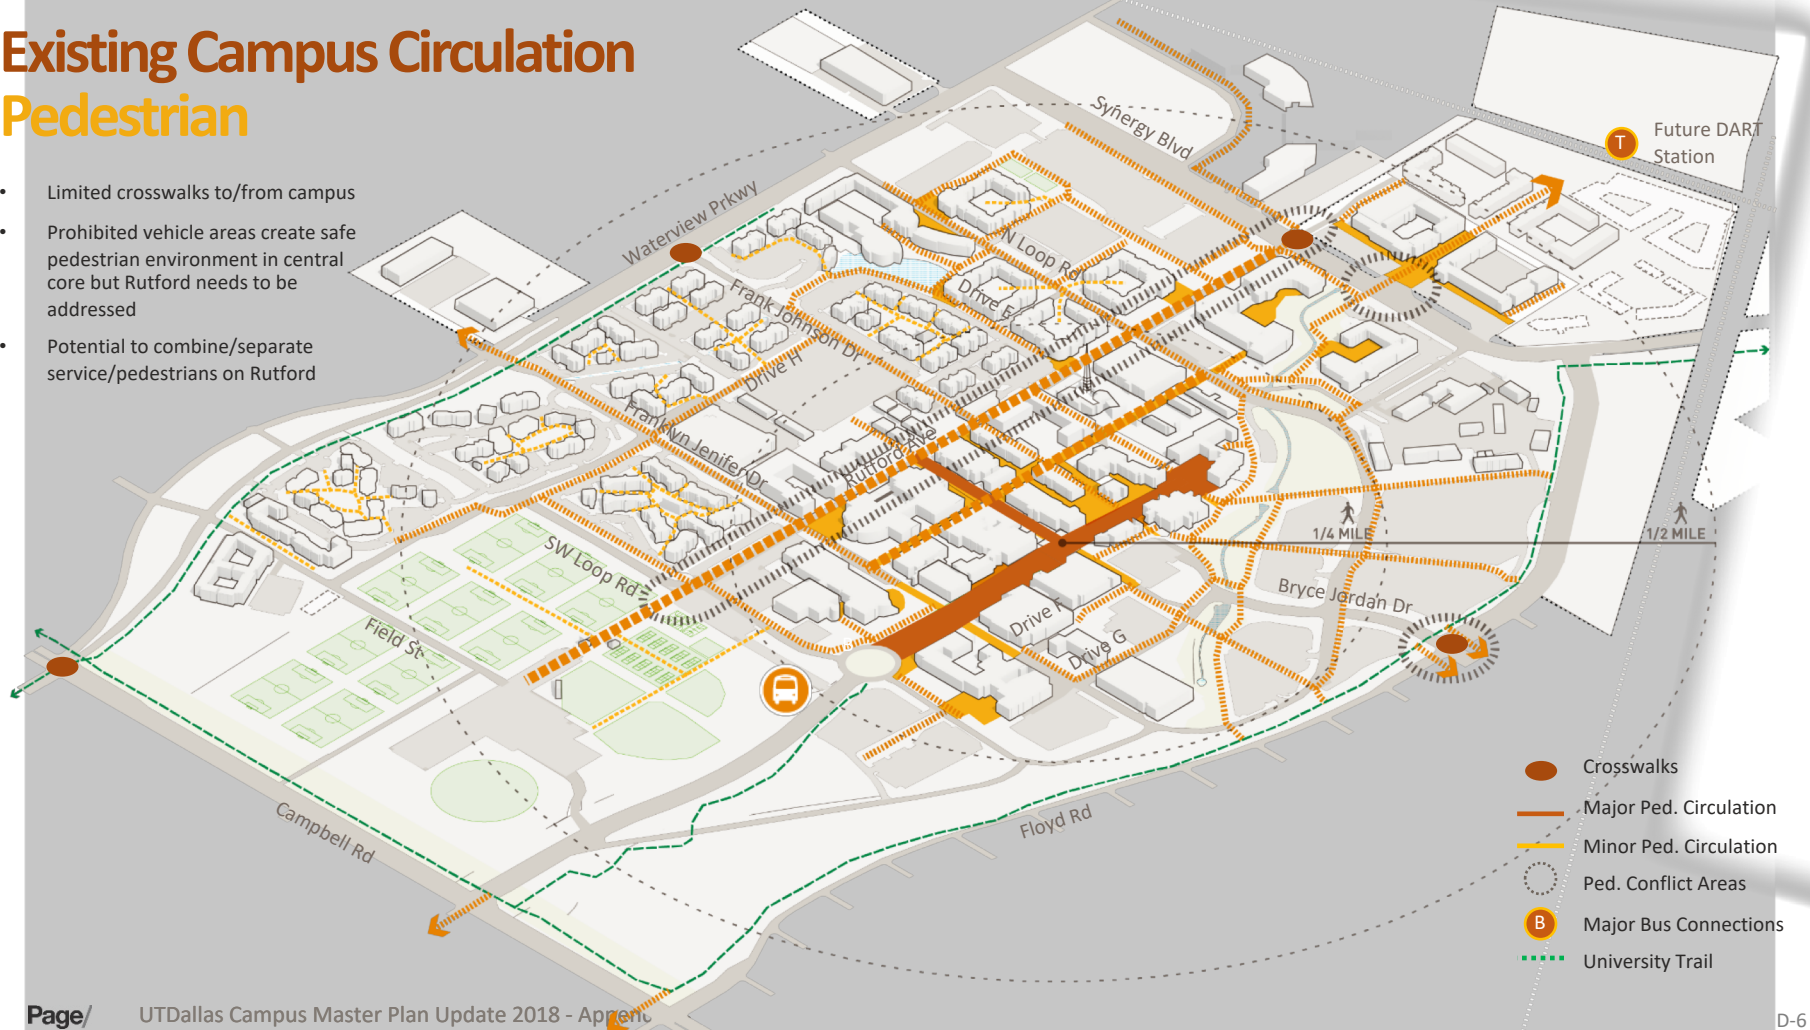 Existing Campus Circulation
Pedestrian
• Limited crosswalks to/from campus
• Prohibited vehicle areas create safe
pedestrian environment in central
core but Rutford needs to be
addressed
• Potential to combine/separate
service/pedestrians on Rutford
Synergy Blvd
T
Future DART
Station
Waterview Prkwy
N Loop Rd
Drive E
Frank Johnson Dr
Drive H
Franklyn Jenifer Dr
Rutford Ave
SW Loop Rd
Field St
1/4 MILE
1/2 MILE
Bryce Jordan Dr
Drive F
Drive G
Campbell Rd
Floyd Rd
Crosswalks
Major Ped. Circulation
Minor Ped. Circulation
Ped. Conflict Areas
B Major Bus Connections
University Trail
Page/
UTDallas Campus Master Plan Update 2018 -
D-6